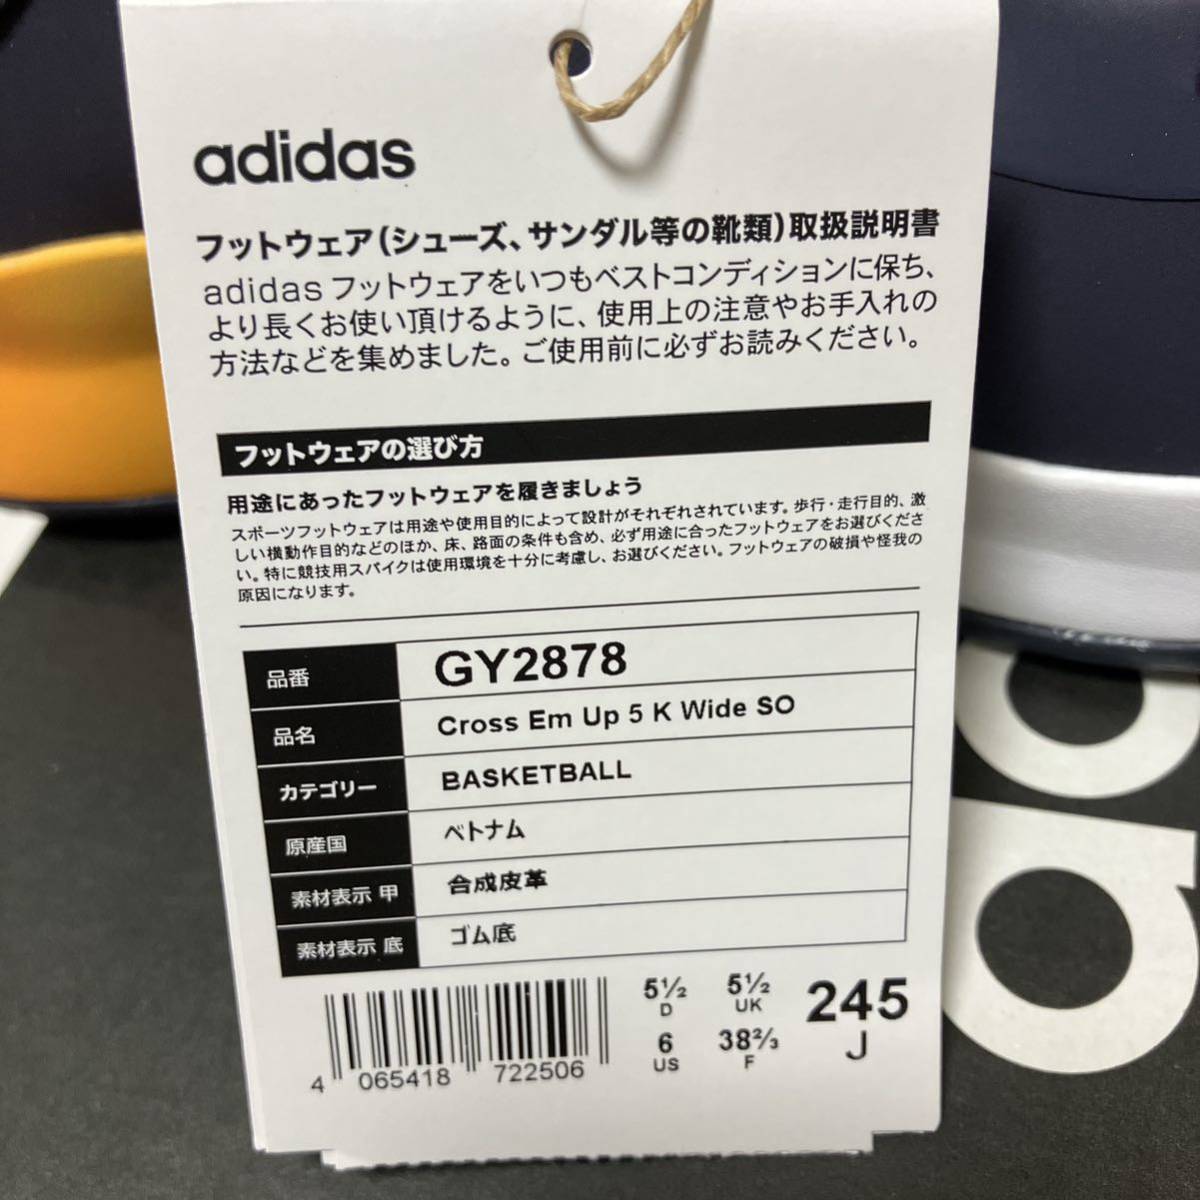 adidas
フットウェア(シューズ、サンダル等の靴類)取扱説明書
adidas フットウェアをいつもベストコンディションに保ち、
より長くお使い頂けるように、使用上の注意やお手入れの
方法などを集めました。ご使用前に必ずお読みください。
フットウェアの選び方
用途にあったフットウェアを履きましょう
スポーツフットウェアは用途や使用目的によって設計がそれぞれされています。歩行・走行目的、激
しい横動作目的などのほか、床、路面の条件も含め、必ず用途に合ったフットウェアをお選びくださ
い。特に競技用スパイクは使用環境を十分に考慮し、お選びください。フットウェアの破損や怪我の
原因になります。
品番 GY2878
品名 Cross Em Up 5 K Wide SO
カテゴリー BASKETBALL
原産国 ベトナム
素材表示 甲 合成皮革
素材表示 底 ゴム底
5½ D 5½ UK 245 J
6 US 38⅔ F
4 065418 722506